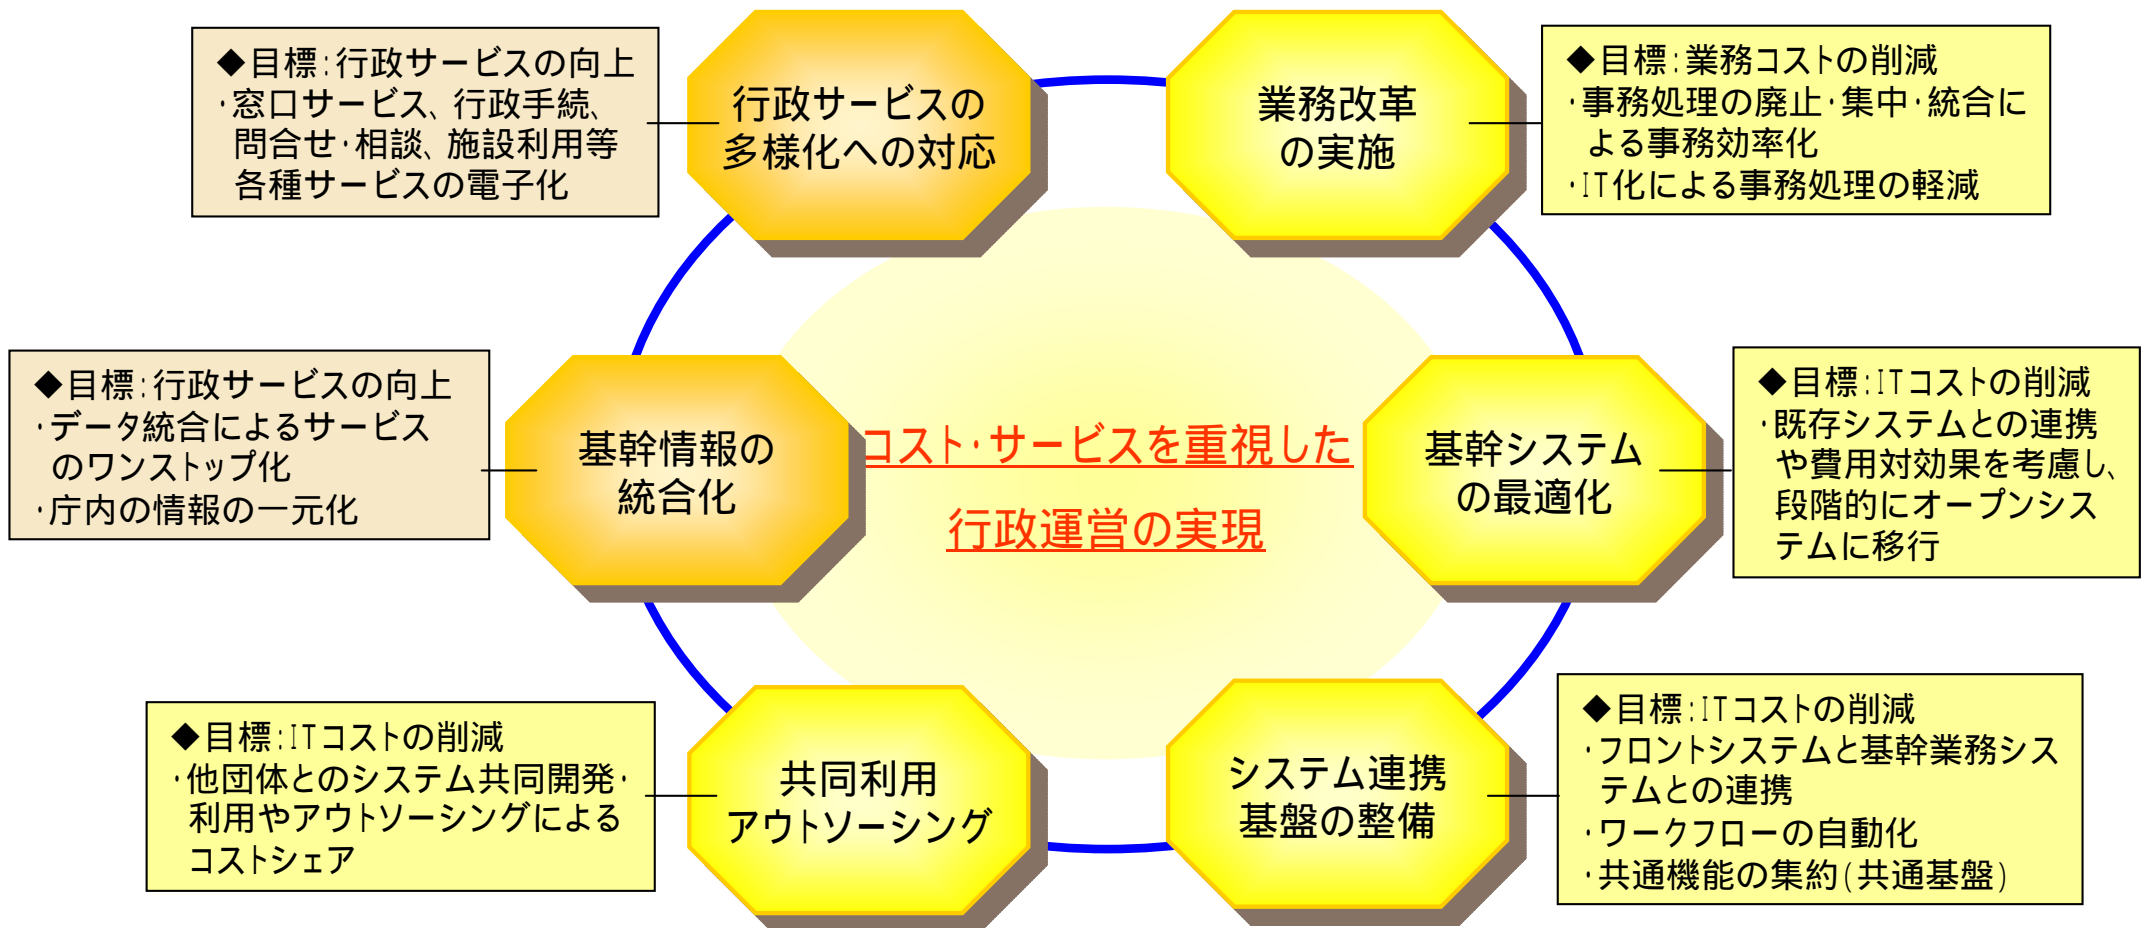 ◆目標:行政サービスの向上
・窓口サービス、行政手続、
問合せ・相談、施設利用等
各種サービスの電子化
行政サービスの
多様化への対応
業務改革
の実施
◆目標:業務コストの削減
・事務処理の廃止・集中・統合に
よる事務効率化
・IT化による事務処理の軽減
◆目標:行政サービスの向上
・データ統合によるサービス
のワンストップ化
・庁内の情報の一元化
基幹情報の
統合化
コスト・サービスを重視した
行政運営の実現
基幹システム
の最適化
◆目標:ITコストの削減
・既存システムとの連携
や費用対効果を考慮し、
段階的にオープンシス
テムに移行
◆目標:ITコストの削減
・他団体とのシステム共同開発・
利用やアウトソーシングによる
コストシェア
共同利用
アウトソーシング
システム連携
基盤の整備
◆目標:ITコストの削減
・フロントシステムと基幹業務シス
テムとの連携
・ワークフローの自動化
・共通機能の集約(共通基盤)